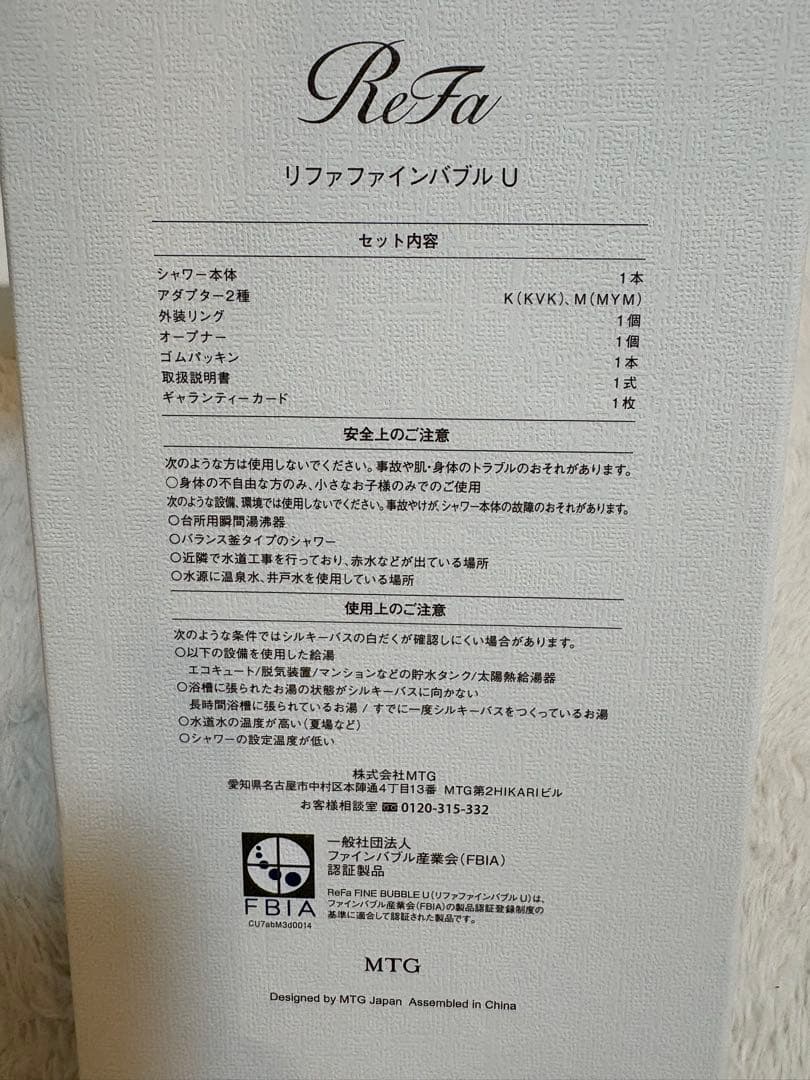 ReFa
リファファインバブル U
セット内容
シャワー本体 1本
アダプター2種 K(KVK)、M(MYM)
外装リング 1個
オープナー 1個
ゴムパッキン 1本
取扱説明書 1式
ギャランティーカード 1枚
安全上のご注意
次のような方は使用しないでください。事故や肌・身体のトラブルのおそれがあります。
○身体の不自由な方のみ、小さなお子様のみでのご使用
次のような設備、環境では使用しないでください。事故やけが、シャワー本体の故障のおそれがあります。
○台所用瞬間湯沸器
○バランス釜タイプのシャワー
○近隣で水道工事を行っており、赤水などが出ている場所
○水源に温泉水、井戸水を使用している場所
使用上のご注意
次のような条件ではシルキーバスの白だくが確認しにくい場合があります。
○以下の設備を使用した給湯
エコキュート/脱気装置/マンションなどの貯水タンク/太陽熱給湯器
○浴槽に張られたお湯の状態がシルキーバスに向かない
長時間浴槽に張られているお湯 / すでに一度シルキーバスをつくっているお湯
○水道水の温度が高い(夏場など)
○シャワーの設定温度が低い
株式会社MTG
愛知県名古屋市中村区本陣通4丁目13番 MTG第2HIKARIビル
お客様相談室 0120-315-332
一般社団法人
ファインバブル産業会(FBIA)
認証製品
FBIA
CU7abM3d0014
ReFa FINE BUBBLE U(リファファインバブル U)は、
ファインバブル産業会(FBIA)の製品認証登録制度の
基準に適合して認証された製品です。
MTG
Designed by MTG Japan Assembled in China